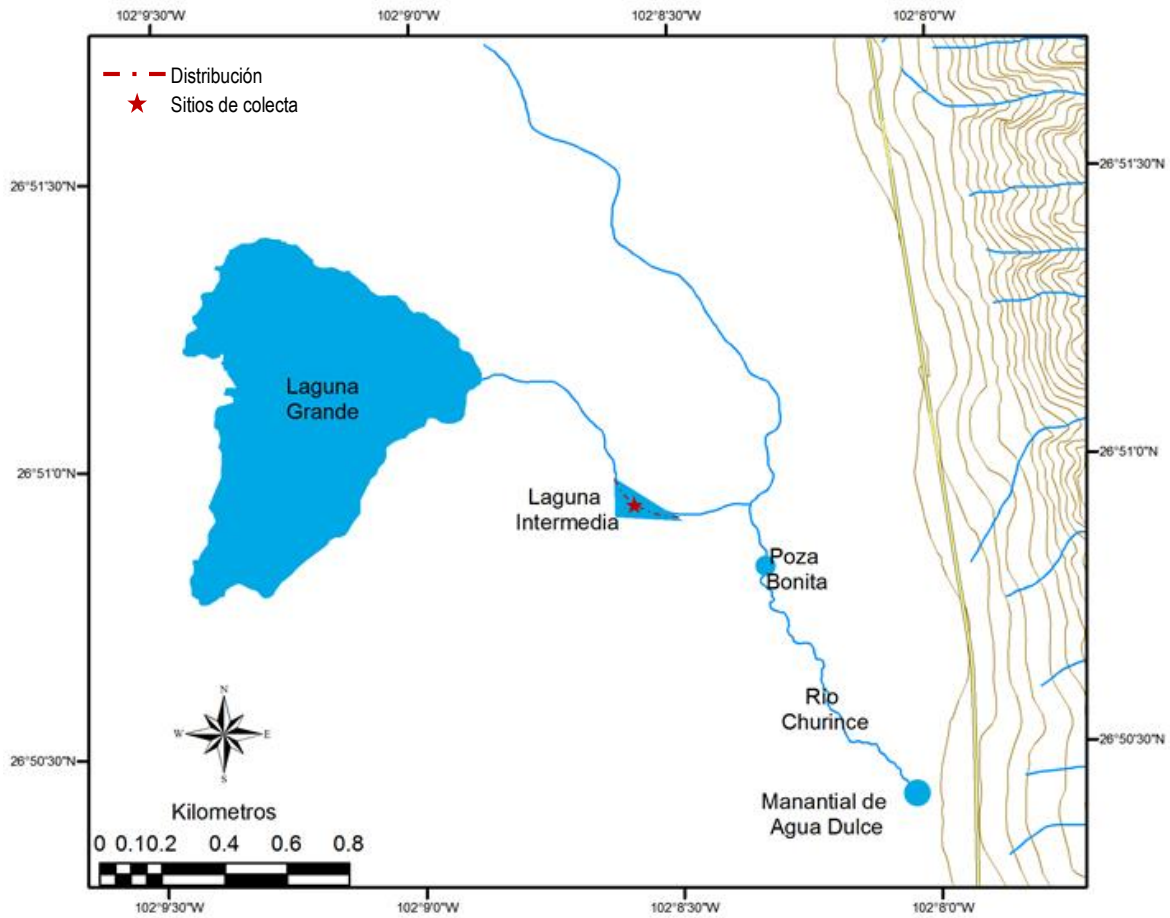 102°9'30"W 102°9'0"W 102°8'30"W 102°8'0"W
Distribución
Sitios de colecta
26°51'30"N
26°51'30"N
Laguna
Grande
26°51'0"N
26°51'0"N
Laguna
Intermedia
Poza
Bonita
Río
Churince
26°50'30"N
26°50'30"N
N
W E
S
Manantial de
Agua Dulce
Kilometros
0 0.10.2 0.4 0.6 0.8
102°9'30"W 102°9'0"W 102°8'30"W 102°8'0"W